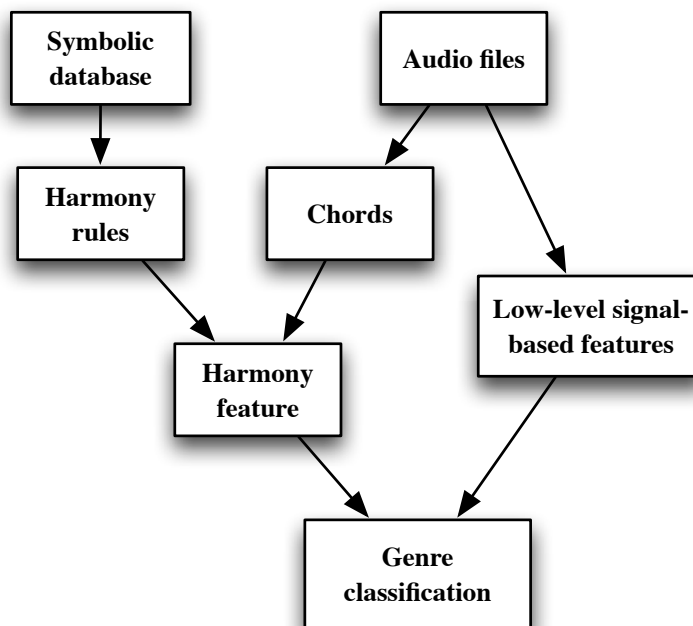 Symbolic
database
Audio files
Harmony
rules
Chords
Low-level signal-
based features
Harmony
feature
Genre
classification